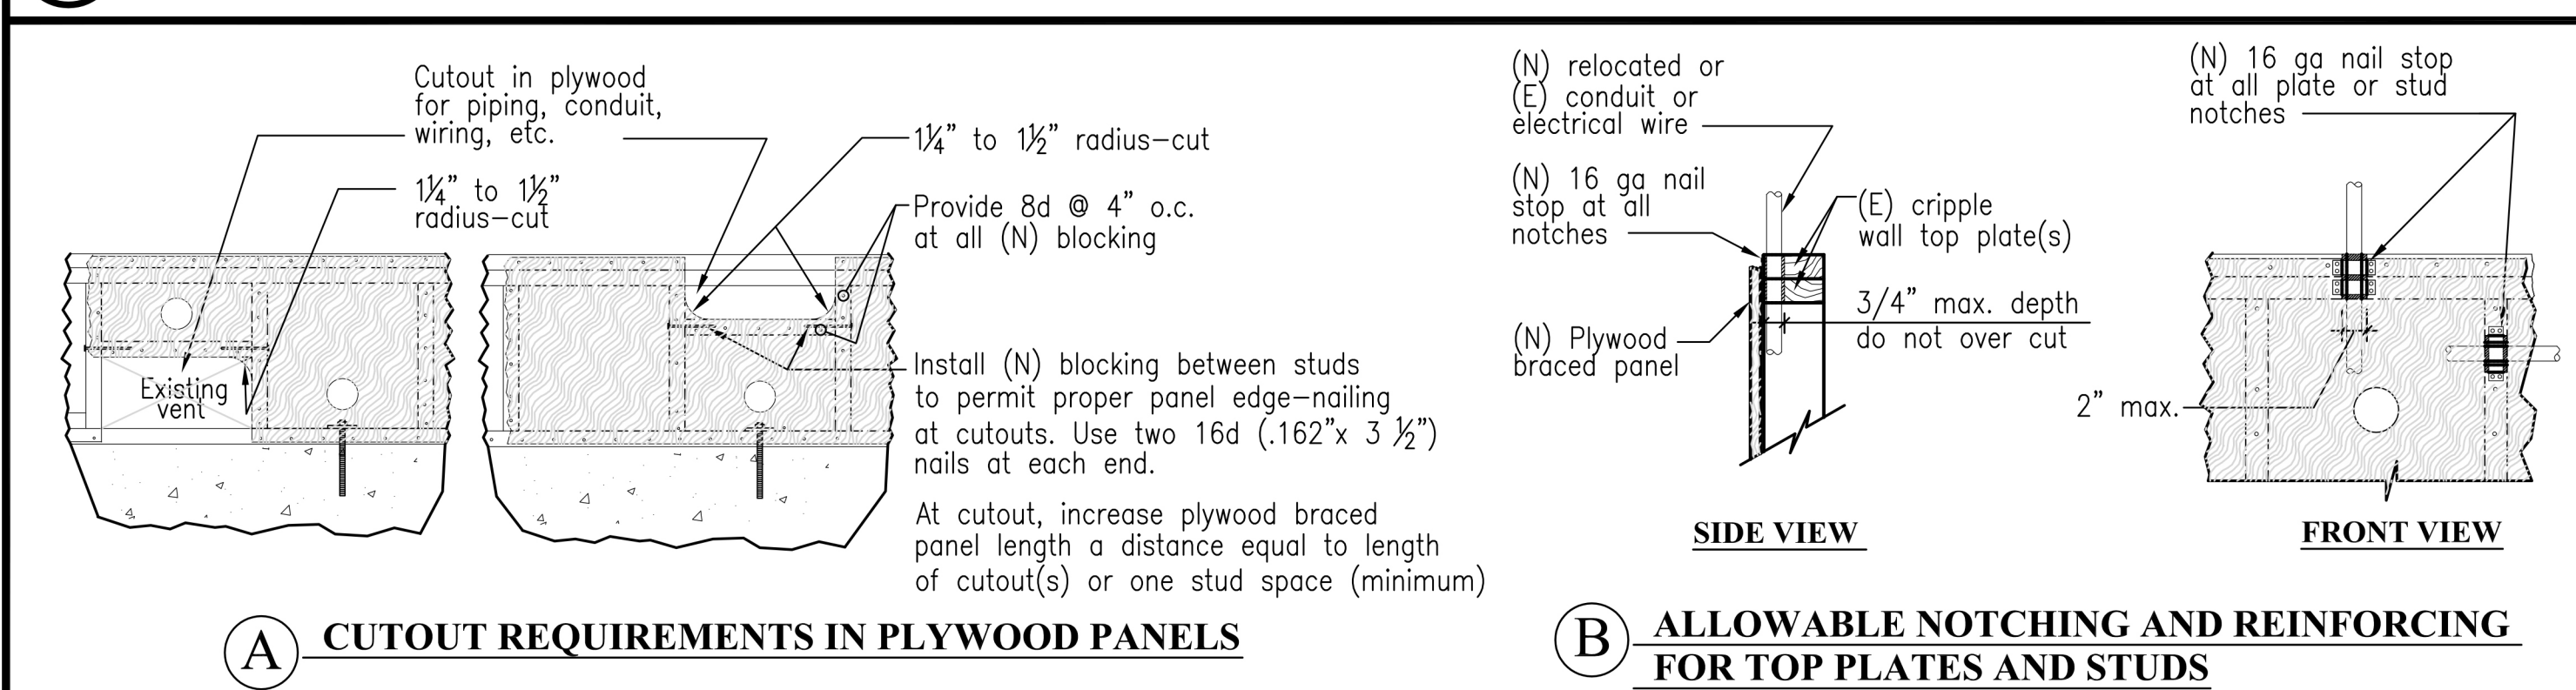 Cutout in plywood
for piping, conduit,
wiring, etc.
1¼” to 1½”
radius-cut
1¼” to 1½” radius-cut
Provide 8d @ 4” o.c.
at all (N) blocking
Existing
vent
Install (N) blocking between studs
to permit proper panel edge-nailing
at cutouts. Use two 16d (.162”x 3 ½”)
nails at each end.
At cutout, increase plywood braced
panel length a distance equal to length
of cutout(s) or one stud space (minimum)
A CUTOUT REQUIREMENTS IN PLYWOOD PANELS
(N) relocated or
(E) conduit or
electrical wire
(N) 16 ga nail
stop at all
notches
(E) cripple
wall top plate(s)
3/4” max. depth
do not over cut
(N) Plywood
braced panel
SIDE VIEW
(N) 16 ga nail stop
at all plate or stud
notches
2” max.
FRONT VIEW
B ALLOWABLE NOTCHING AND REINFORCING
FOR TOP PLATES AND STUDS